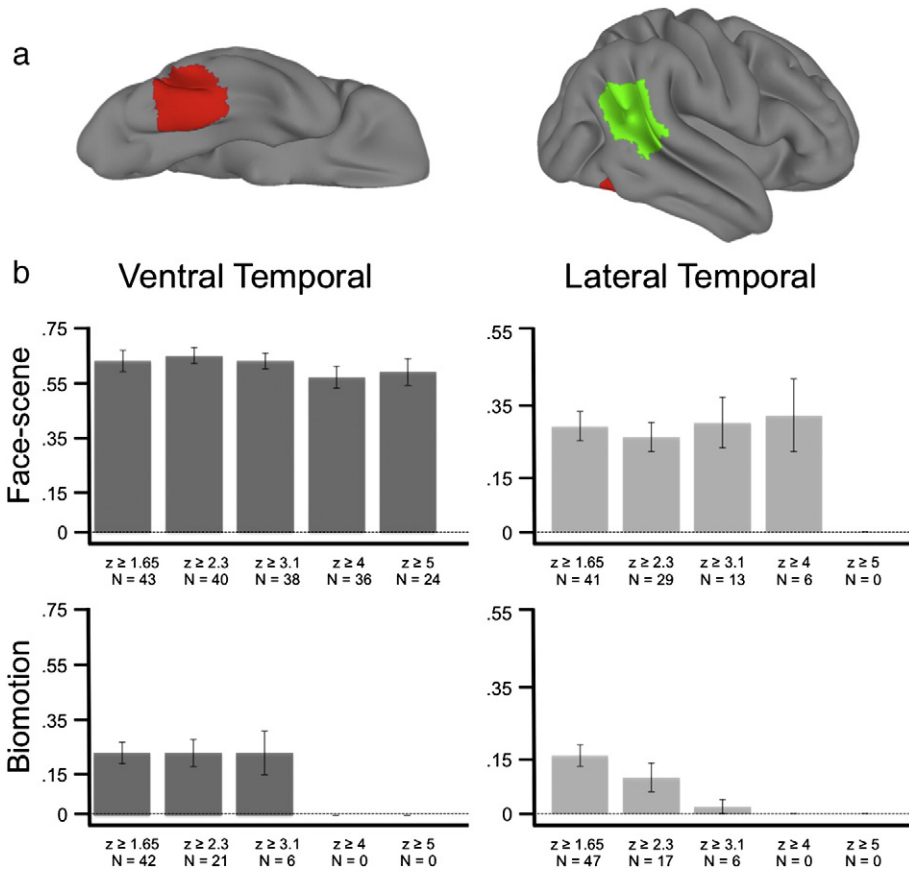 a
b
Ventral Temporal
Lateral Temporal
Face-scene
.75
.55
.35
.15
0
z ≥ 1.65 z ≥ 2.3 z ≥ 3.1 z ≥ 4 z ≥ 5
N = 43 N = 40 N = 38 N = 36 N = 24
.55
.35
.15
0
z ≥ 1.65 z ≥ 2.3 z ≥ 3.1 z ≥ 4 z ≥ 5
N = 41 N = 29 N = 13 N = 6 N = 0
Biomotion
.75
.55
.35
.15
0
z ≥ 1.65 z ≥ 2.3 z ≥ 3.1 z ≥ 4 z ≥ 5
N = 42 N = 21 N = 6 N = 0 N = 0
.55
.35
.15
0
z ≥ 1.65 z ≥ 2.3 z ≥ 3.1 z ≥ 4 z ≥ 5
N = 47 N = 17 N = 6 N = 0 N = 0